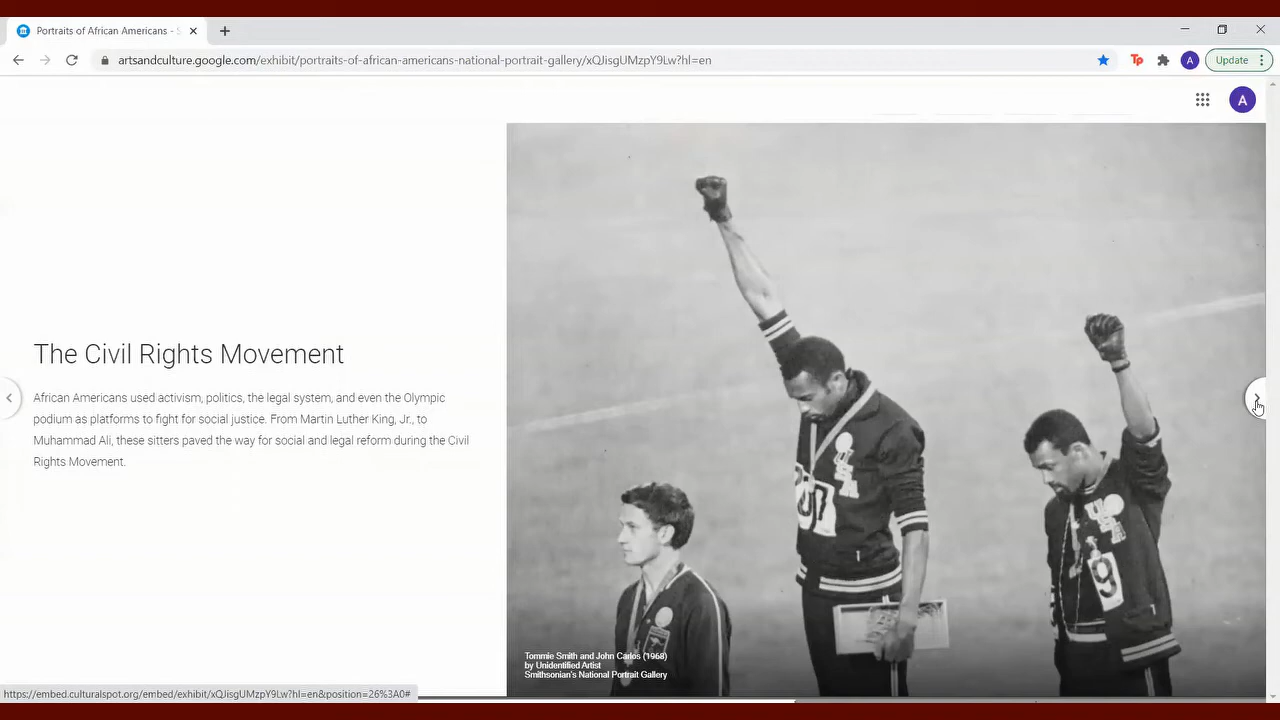 Portraits of African Americans - S
artsandculture.google.com/exhibit/portraits-of-african-americans-national-portrait-gallery/xQJisgUMzpY9Lw?hl=en
Tp
A
Update
A
The Civil Rights Movement
African Americans used activism, politics, the legal system, and even the Olympic
podium as platforms to fight for social justice. From Martin Luther King, Jr., to
Muhammad Ali, these sitters paved the way for social and legal reform during the Civil
Rights Movement.
USA
USA
9
Tommie Smith and John Carlos (1968)
by Unidentified Artist
Smithsonian's National Portrait Gallery
https://embed.culturalspot.org/embed/exhibit/xQJisgUMzpY9Lw?hl=en&position=26%3A0#